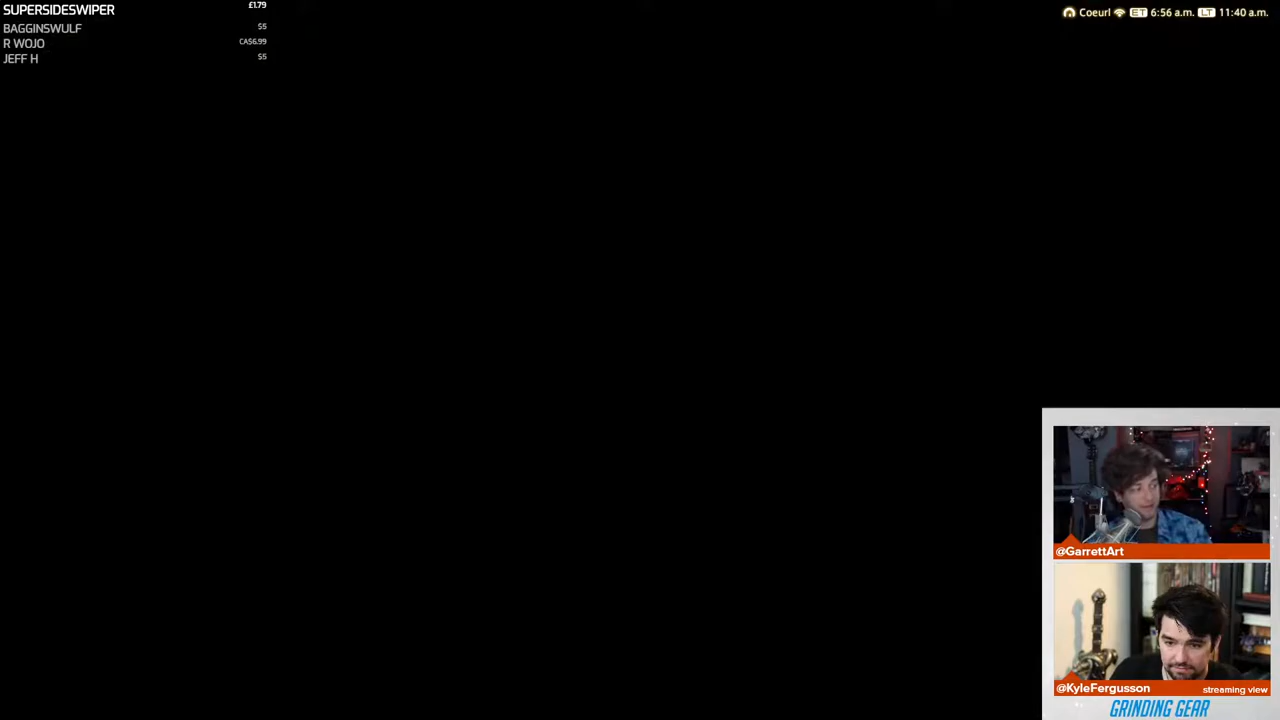 SUPERSIDESWIPER £1.79
BAGGINSWULF $5
R WOJO CA$6.99
JEFF H $5
Coeurl ET 6:56 a.m. LT 11:40 a.m.
@GarrettArt
@KyleFergusson streaming view
GRINDING GEAR